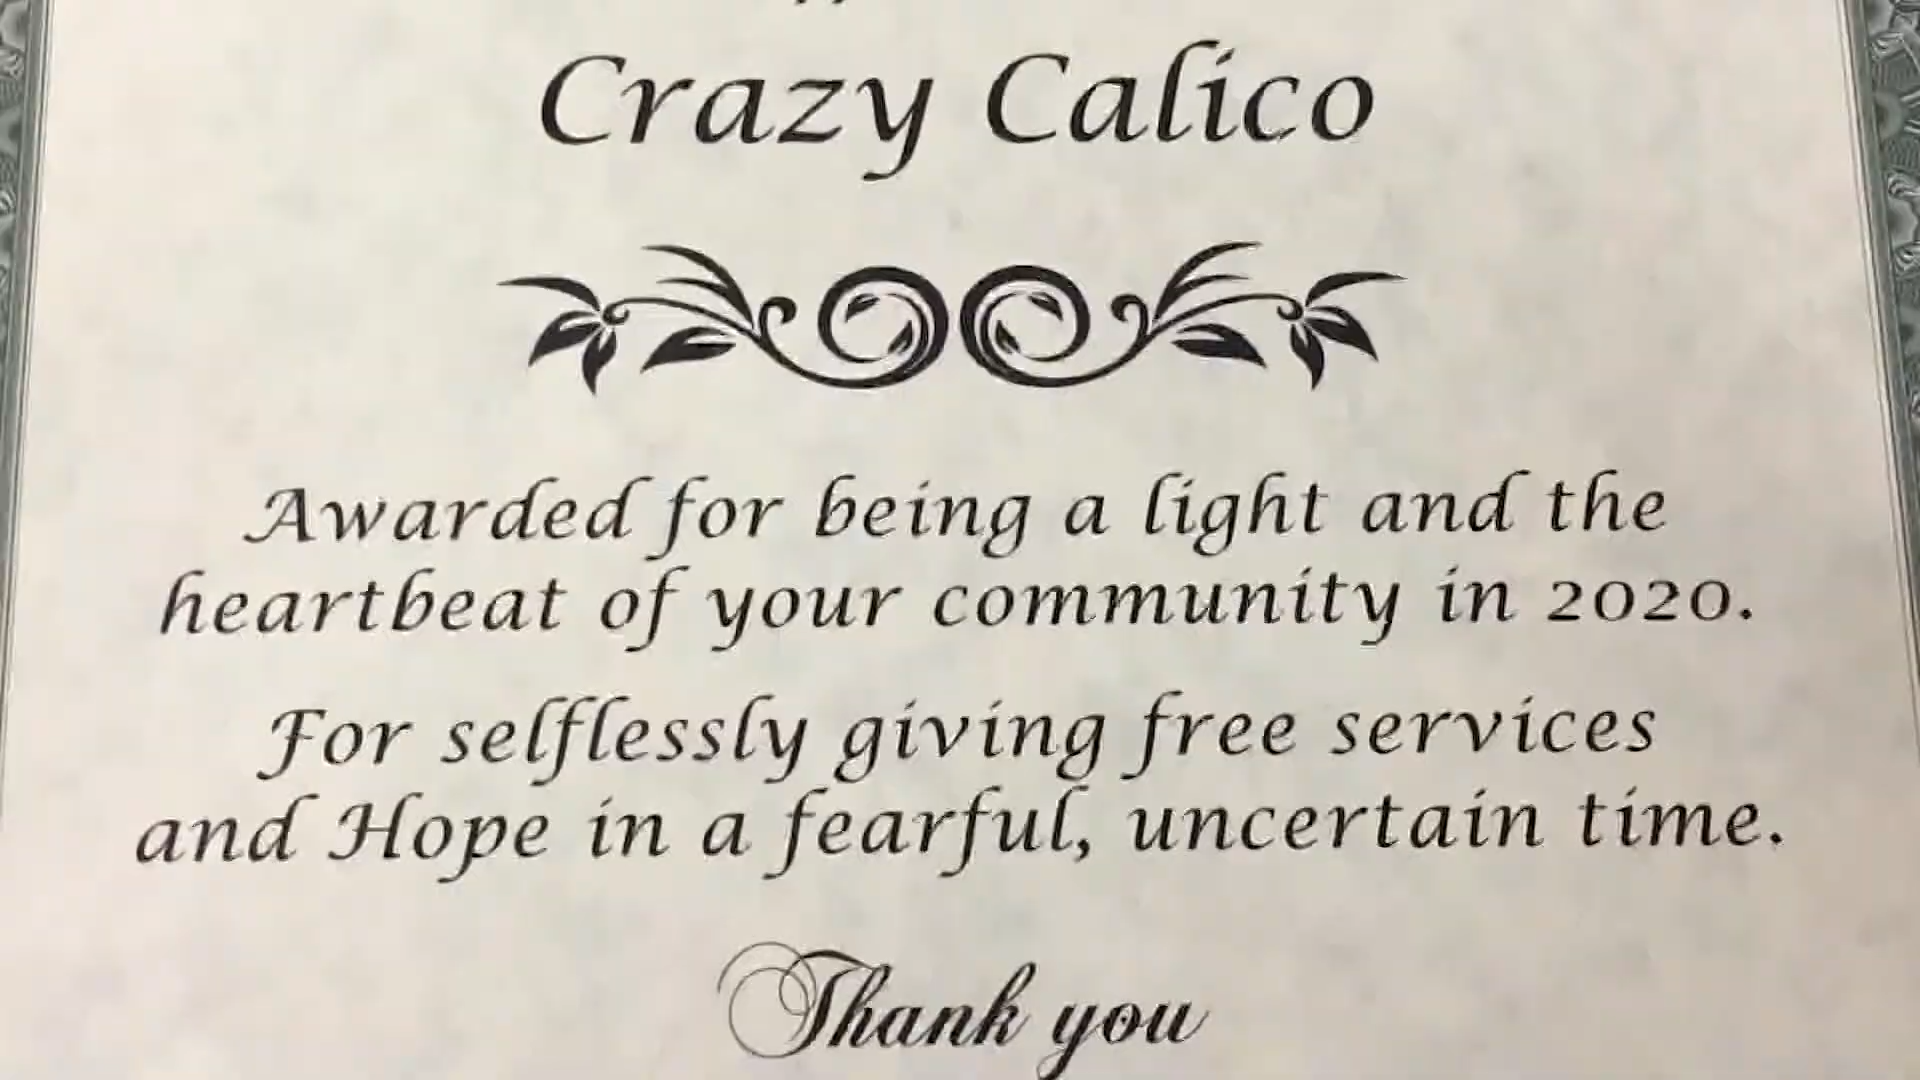 Crazy Calico
Awarded for being a light and the
heartbeat of your community in 2020.
For selflessly giving free services
and Hope in a fearful, uncertain time.
Thank you